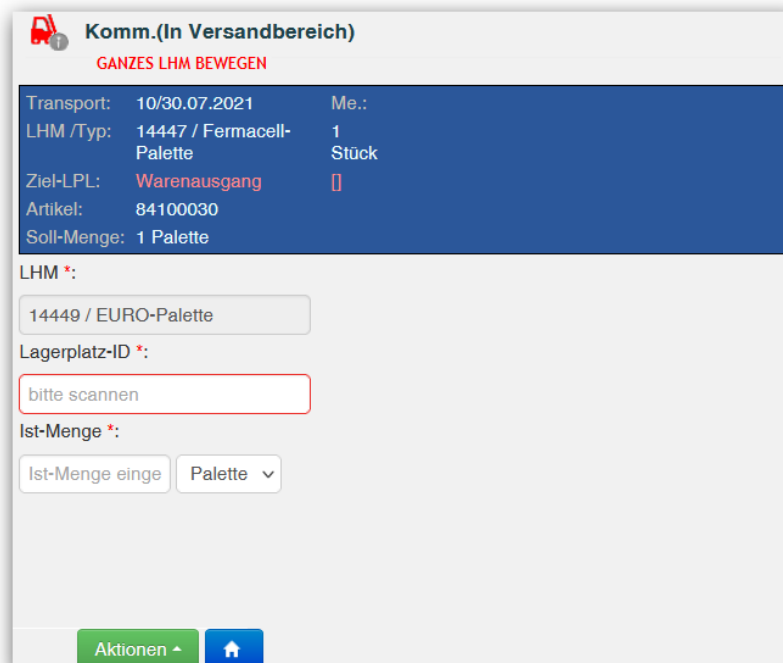 Komm.(In Versandbereich)
GANZES LHM BEWEGEN
Transport: 10/30.07.2021 Me.:
LHM /Typ: 14447 / Fermacell- 1
Palette Stück
Ziel-LPL: Warenausgang []
Artikel: 84100030
Soll-Menge: 1 Palette
LHM *:
14449 / EURO-Palette
Lagerplatz-ID *:
bitte scannen
Ist-Menge *:
Ist-Menge einge Palette
Aktionen